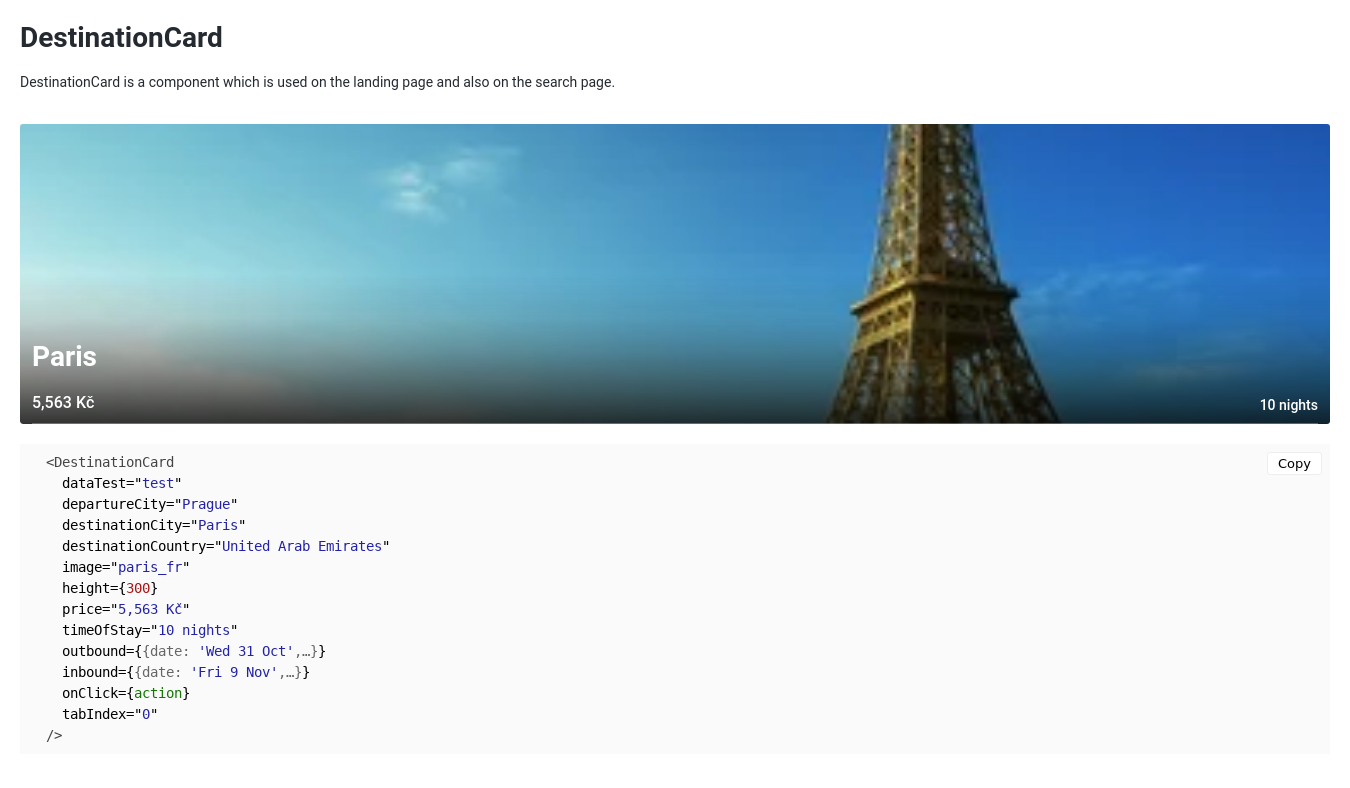 DestinationCard
DestinationCard is a component which is used on the landing page and also on the search page.
Paris
5,563 Kč
10 nights
Copy
<DestinationCard
  dataTest="test"
  departureCity="Prague"
  destinationCity="Paris"
  destinationCountry="United Arab Emirates"
  image="paris_fr"
  height={300}
  price="5,563 Kč"
  timeOfStay="10 nights"
  outbound={{date: 'Wed 31 Oct',…}}
  inbound={{date: 'Fri 9 Nov',…}}
  onClick={action}
  tabIndex="0"
/>